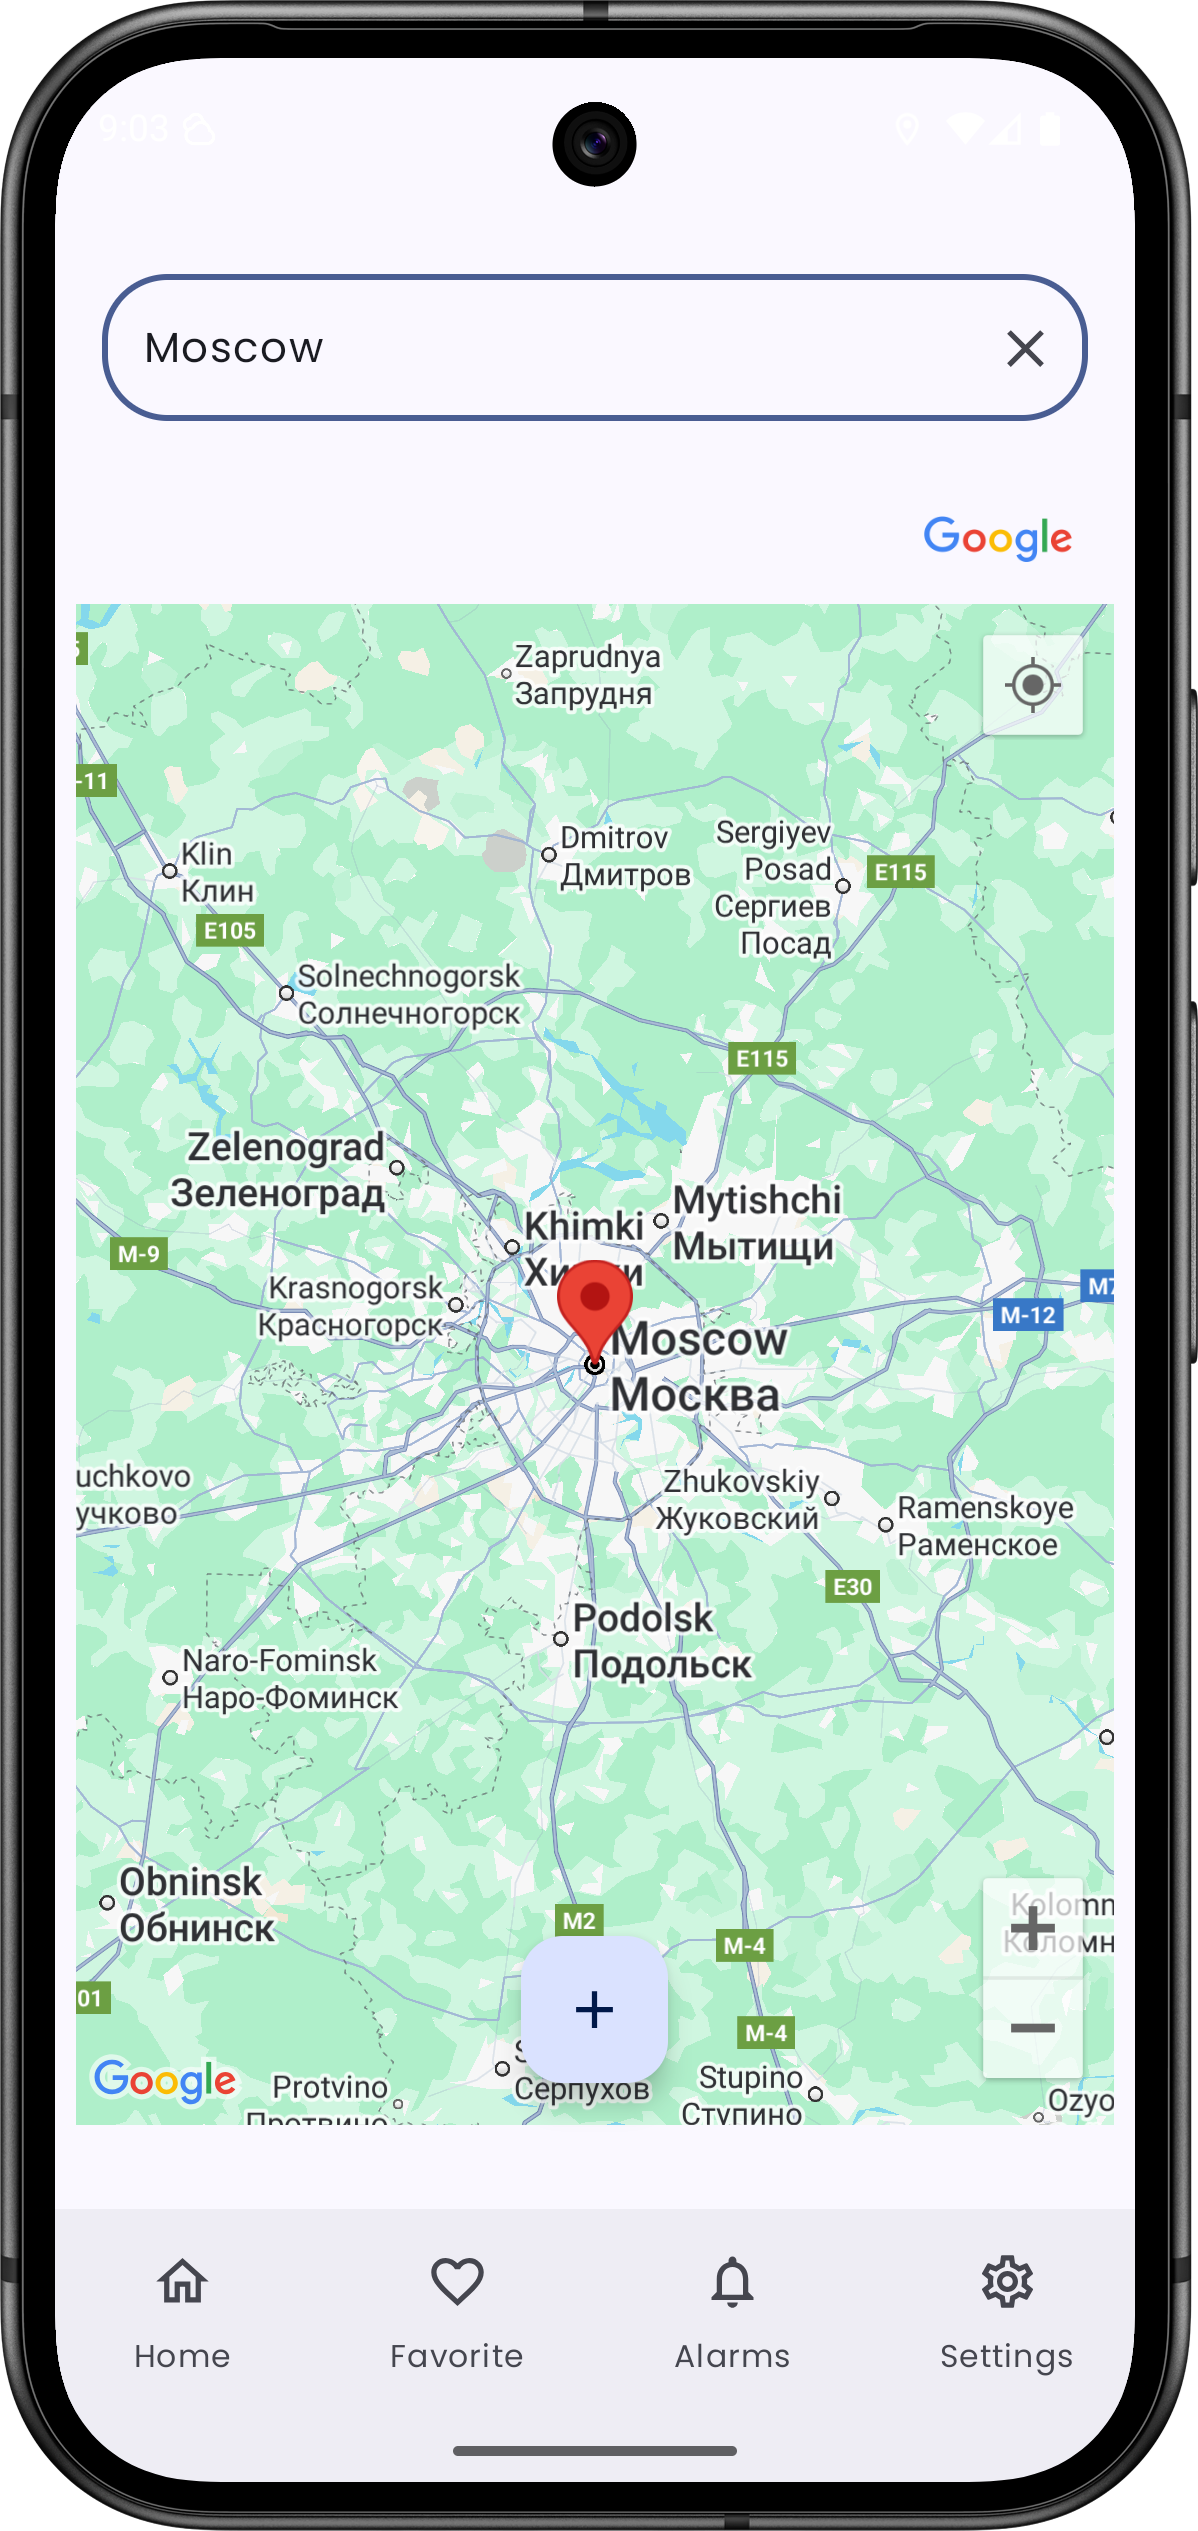 9:03
Moscow
Google
Zaprudnya
Запрудня
-11
Klin
Клин
E105
Dmitrov
Дмитров
Sergiyev
Posad
Сергиев
Посад
E115
Solnechnogorsk
Солнечногорск
E115
Zelenograd
Зеленоград
Khimki
Mytishchi
Мытищи
M-9
Krasnogorsk
Красногорск
M-12
Moscow
Москва
uchkovo
учково
Zhukovskiy
Жуковский
Ramenskoye
Раменское
E30
Podolsk
Подольск
Naro-Fominsk
Наро-Фоминск
Obninsk
Обнинск
M2
M-4
Kolomn
Коломн
01
M-4
Google
Серпухов
Protvino
Протвино
Stupino
Ступино
Ozyo
Home
Favorite
Alarms
Settings